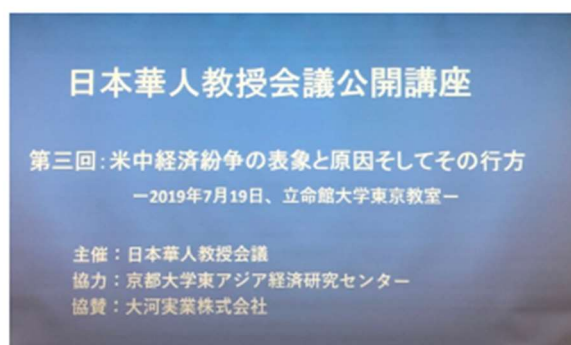 日本華人教授会議公開講座
第三回：米中経済紛争の表象と原因そしてその行方
ー2019年7月19日、立命館大学東京教室ー
主催：日本華人教授会議
協力：京都大学東アジア経済研究センター
協賛：大河実業株式会社